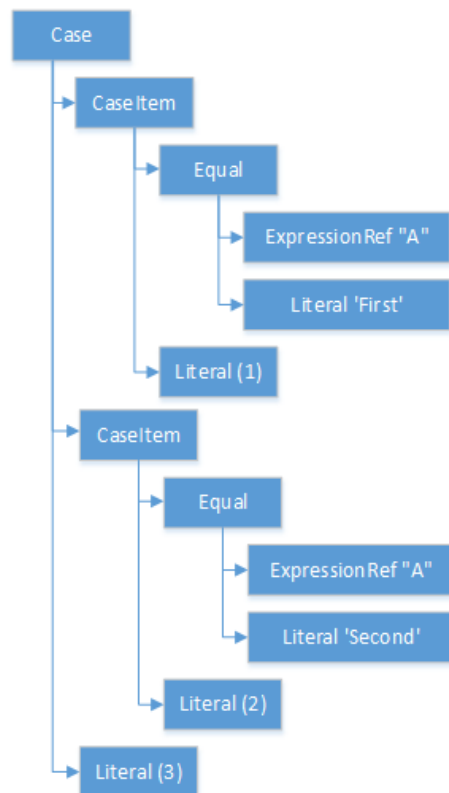 Case
CaseItem
Equal
ExpressionRef "A"
Literal 'First'
Literal (1)
CaseItem
Equal
ExpressionRef "A"
Literal 'Second'
Literal (2)
Literal (3)